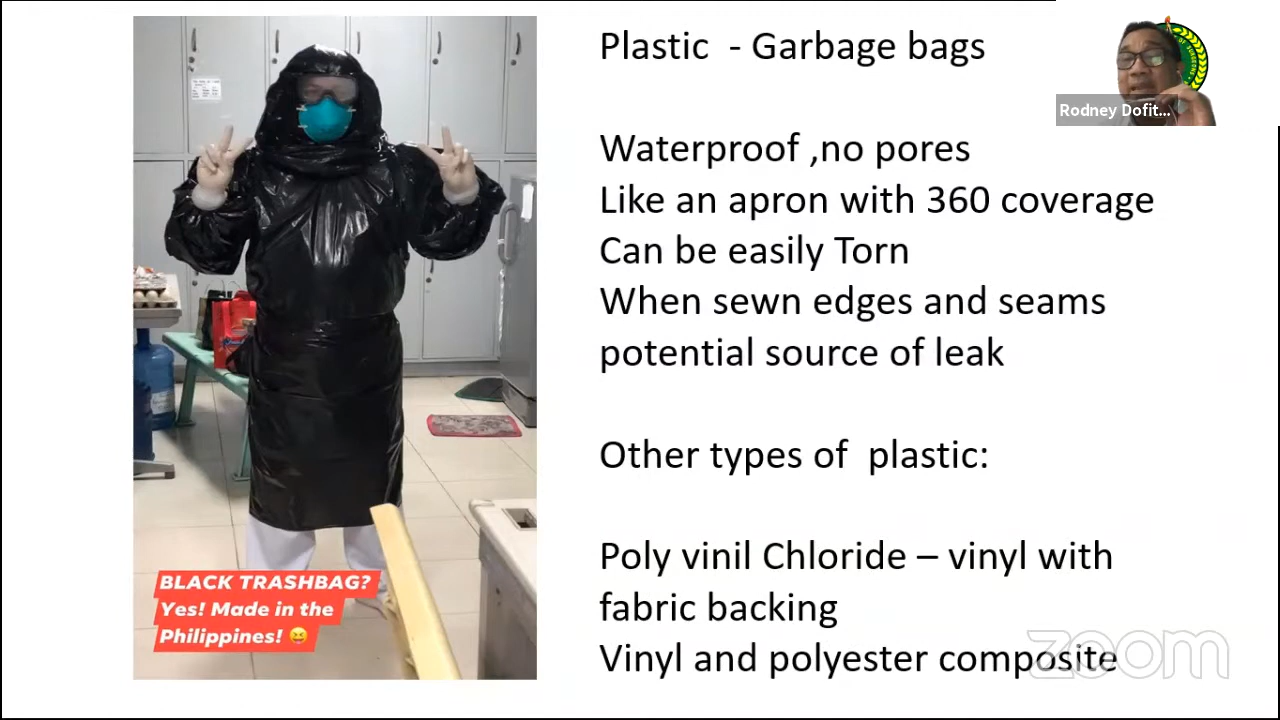 Plastic - Garbage bags
Rodney Dofit...
Waterproof ,no pores
Like an apron with 360 coverage
Can be easily Torn
When sewn edges and seams
potential source of leak
Other types of plastic:
Poly vinil Chloride – vinyl with
fabric backing
Vinyl and polyester composite
BLACK TRASHBAG?
Yes! Made in the
Philippines! 😆
zoom